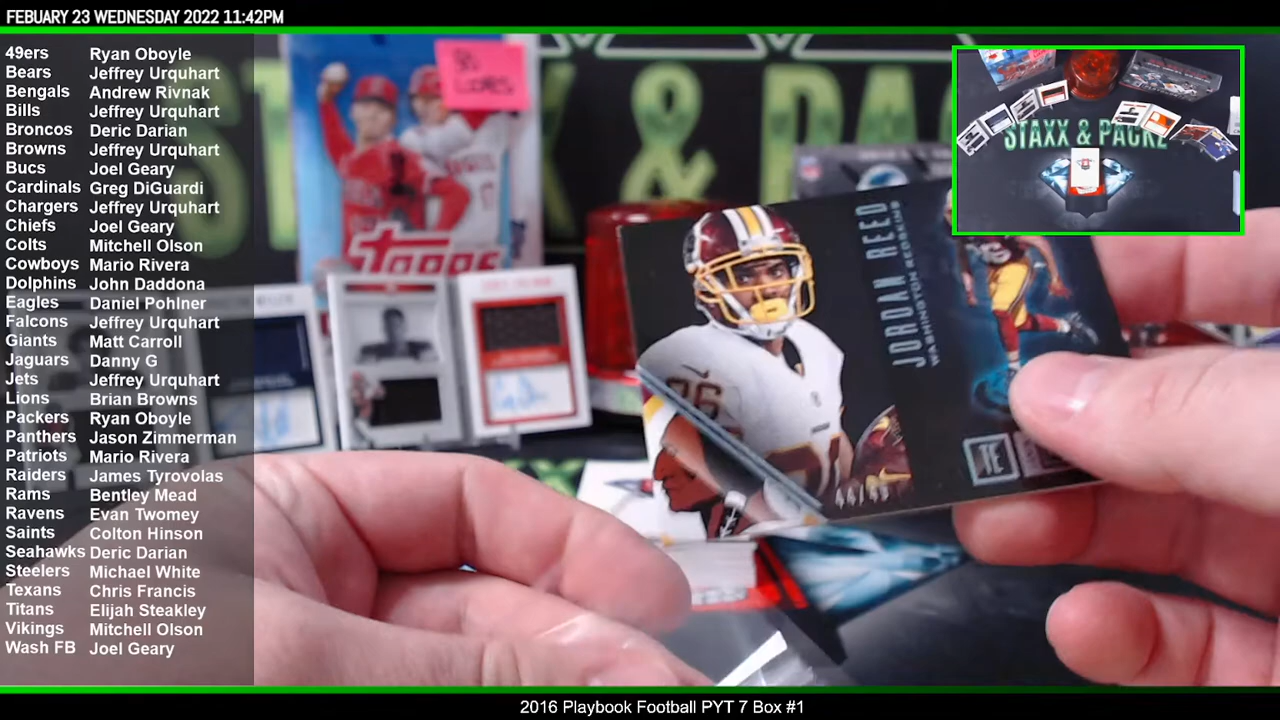 FEBUARY 23 WEDNESDAY 2022 11:42PM
49ers Ryan Oboyle
Bears Jeffrey Urquhart
Bengals Andrew Rivnak
Bills Jeffrey Urquhart
Broncos Deric Darian
Browns Jeffrey Urquhart
Bucs Joel Geary
Cardinals Greg DiGuardi
Chargers Jeffrey Urquhart
Chiefs Joel Geary
Colts Mitchell Olson
Cowboys Mario Rivera
Dolphins John Daddona
Eagles Daniel Pohlner
Falcons Jeffrey Urquhart
Giants Matt Carroll
Jaguars Danny G
Jets Jeffrey Urquhart
Lions Brian Browns
Packers Ryan Oboyle
Panthers Jason Zimmerman
Patriots Mario Rivera
Raiders James Tyrovolas
Rams Bentley Mead
Ravens Evan Twomey
Saints Colton Hinson
Seahawks Deric Darian
Steelers Michael White
Texans Chris Francis
Titans Elijah Steakley
Vikings Mitchell Olson
Wash FB Joel Geary
STAXX & PACKZ
TOPPS
17
JORDAN REED
WASHINGTON REDSKINS
86
TE
STAXX & PACKZ
2016 Playbook Football PYT 7 Box #1